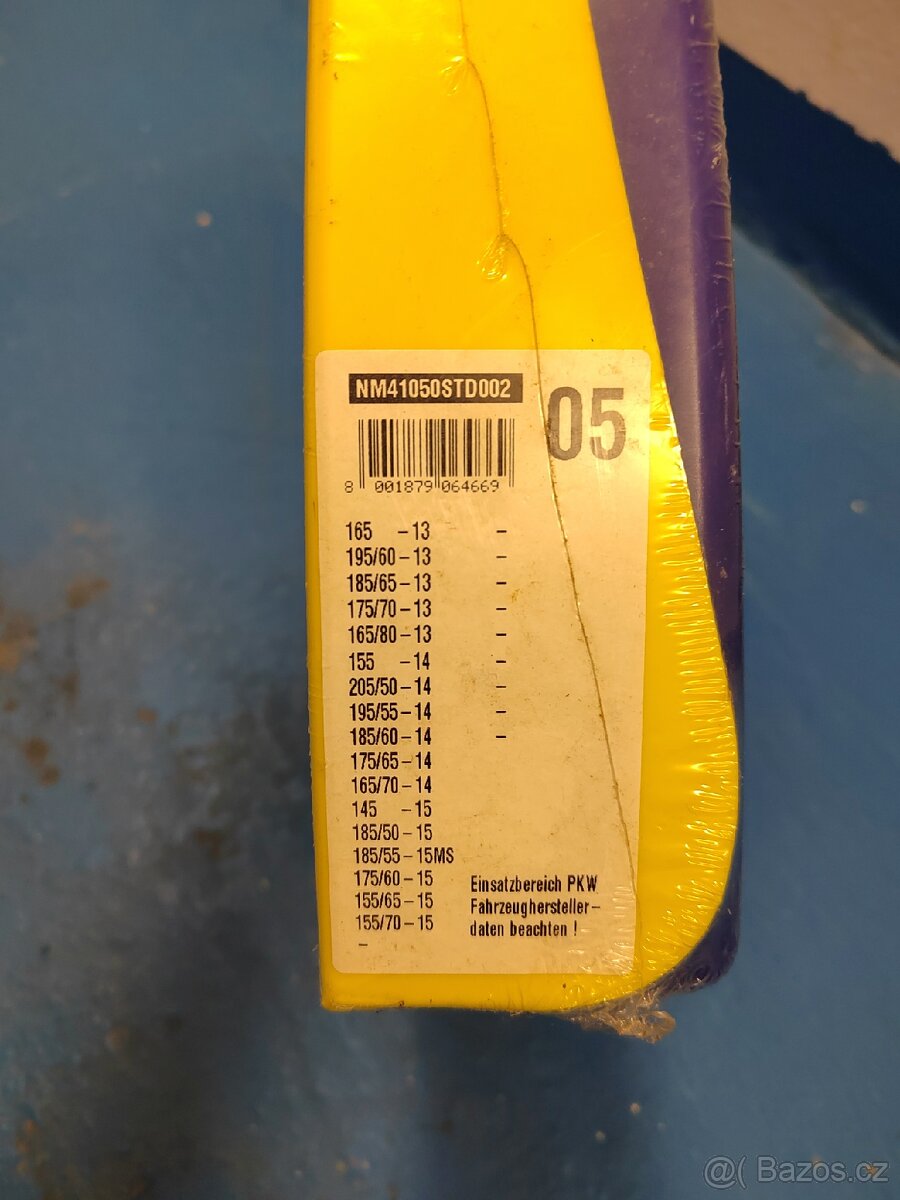 NM41050STD002
05
8 001879 064669
165 – 13 –
195/60 – 13 –
185/65 – 13 –
175/70 – 13 –
165/80 – 13 –
155 – 14 –
205/50 – 14 –
195/55 – 14 –
185/60 – 14 –
175/65 – 14
165/70 – 14
145 – 15
185/50 – 15
185/55 – 15MS
175/60 – 15
155/65 – 15
155/70 – 15
–
Einsatzbereich PKW
Fahrzeughersteller–
daten beachten !
@( Bazos.cz